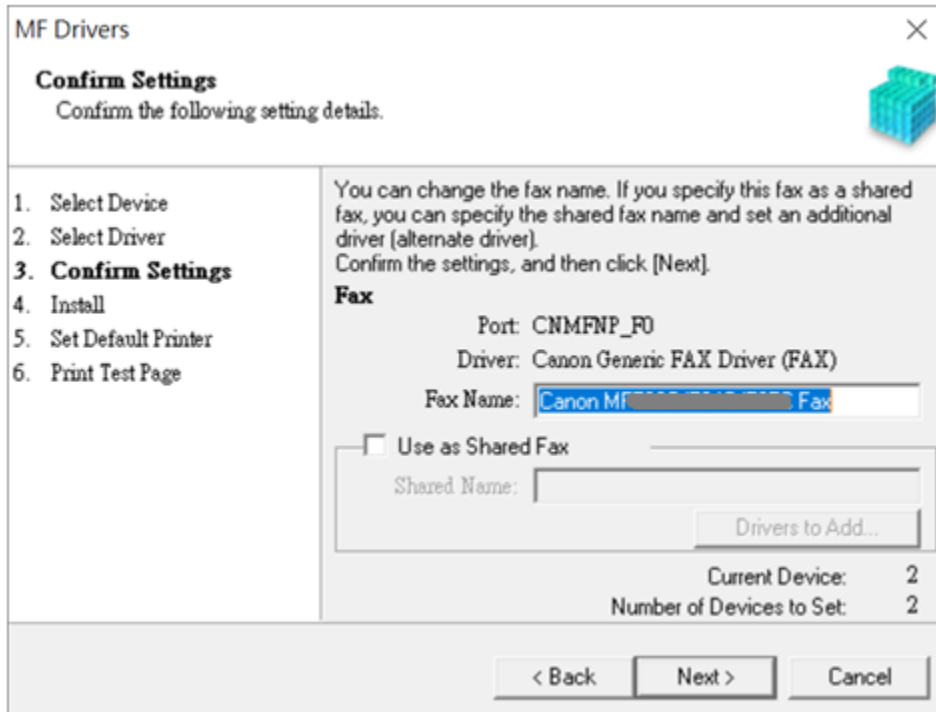 MF Drivers
Confirm Settings
Confirm the following setting details.
1. Select Device
2. Select Driver
3. Confirm Settings
4. Install
5. Set Default Printer
6. Print Test Page
You can change the fax name. If you specify this fax as a shared
fax, you can specify the shared fax name and set an additional
driver (alternate driver).
Confirm the settings, and then click [Next].
Fax
Port: CNMFNP_F0
Driver: Canon Generic FAX Driver (FAX)
Fax Name: Canon Fax
Use as Shared Fax
Shared Name:
Drivers to Add...
Current Device: 2
Number of Devices to Set: 2
< Back
Next >
Cancel